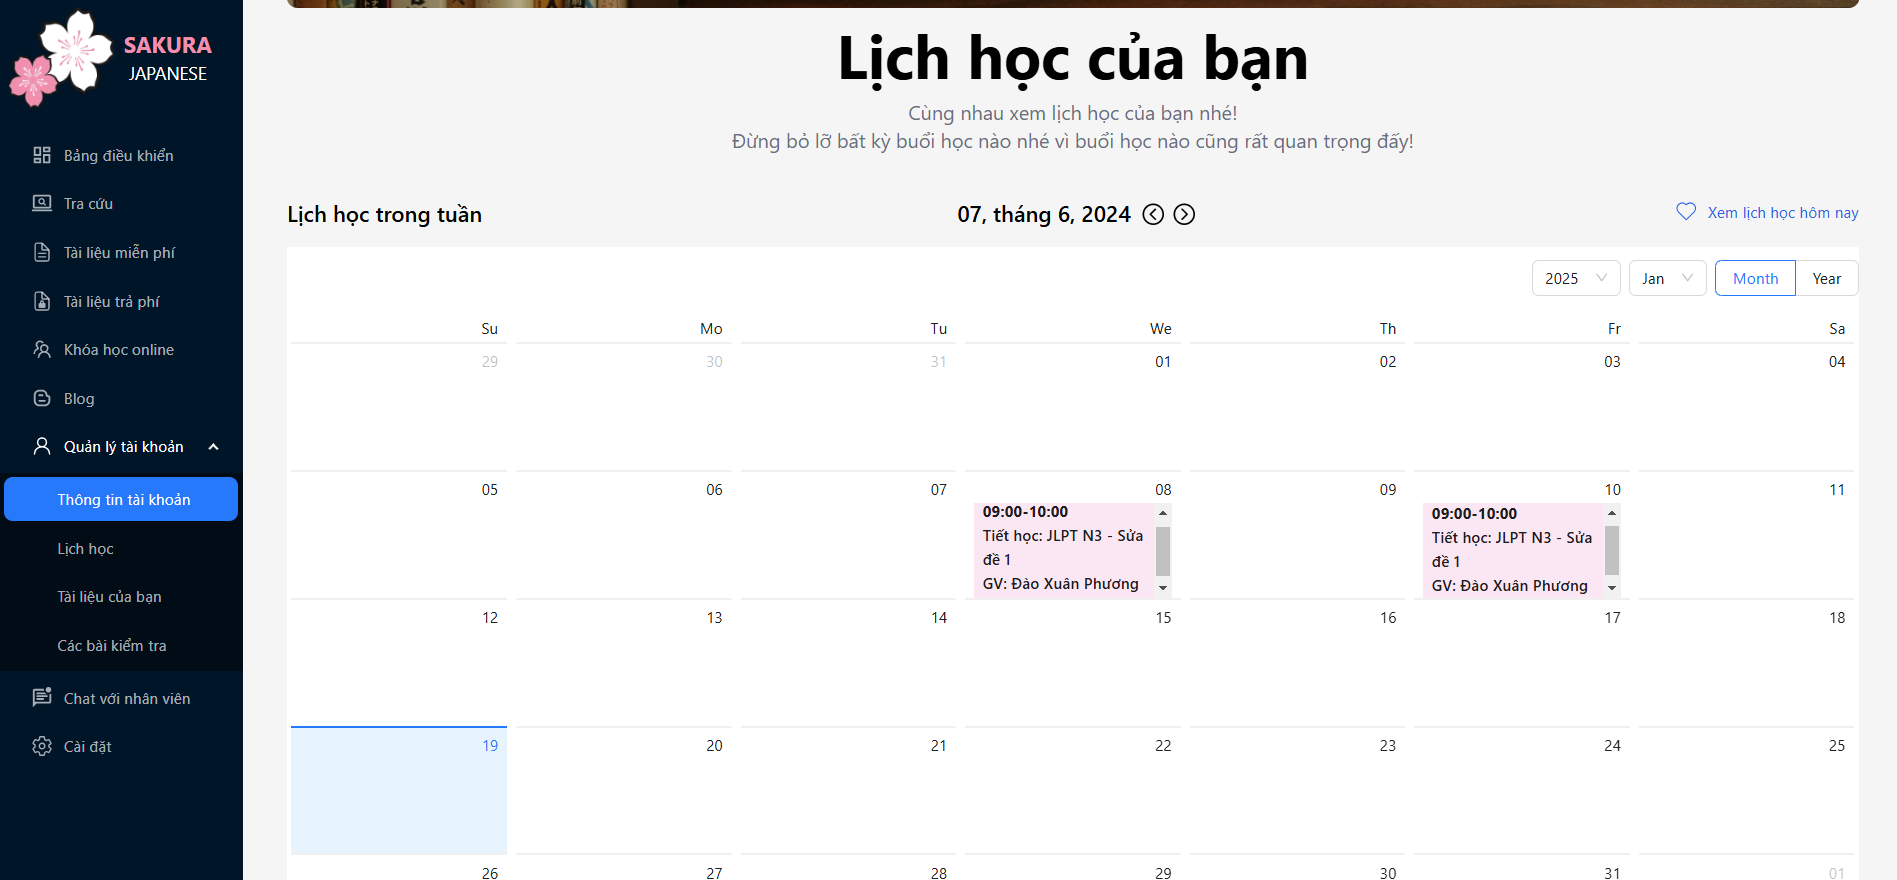 SAKURA
JAPANESE
Bảng điều khiển
Tra cứu
Tài liệu miễn phí
Tài liệu trả phí
Khóa học online
Blog
Quản lý tài khoản
Thông tin tài khoản
Lịch học
Tài liệu của bạn
Các bài kiểm tra
Chat với nhân viên
Cài đặt
Lịch học của bạn
Cùng nhau xem lịch học của bạn nhé!
Đừng bỏ lỡ bất kỳ buổi học nào nhé vì buổi học nào cũng rất quan trọng đấy!
Lịch học trong tuần
07, tháng 6, 2024
Xem lịch học hôm nay
2025 Jan Month Year
Su Mo Tu We Th Fr Sa
29 30 31 01 02 03 04
05 06 07 08 09 10 11
09:00-10:00
Tiết học: JLPT N3 - Sửa
đề 1
GV: Đào Xuân Phương
09:00-10:00
Tiết học: JLPT N3 - Sửa
đề 1
GV: Đào Xuân Phương
12 13 14 15 16 17 18
19 20 21 22 23 24 25
26 27 28 29 30 31 01